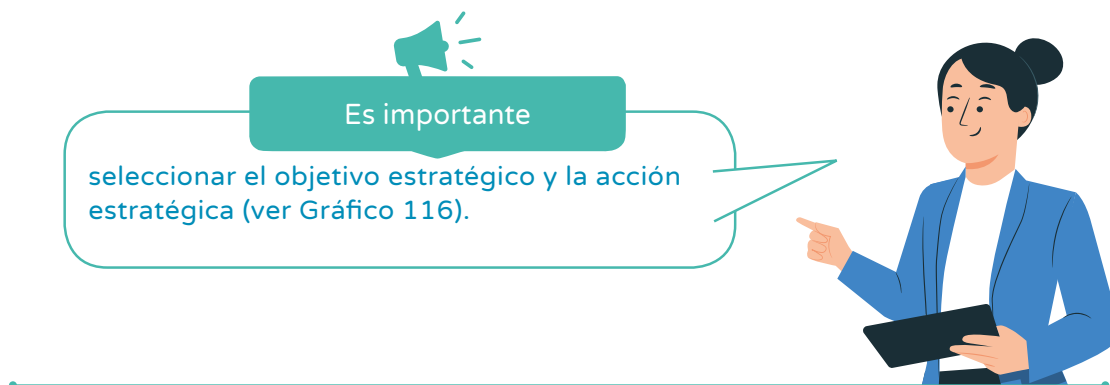 Es importante
seleccionar el objetivo estratégico y la acción
estratégica (ver Gráfico 116).